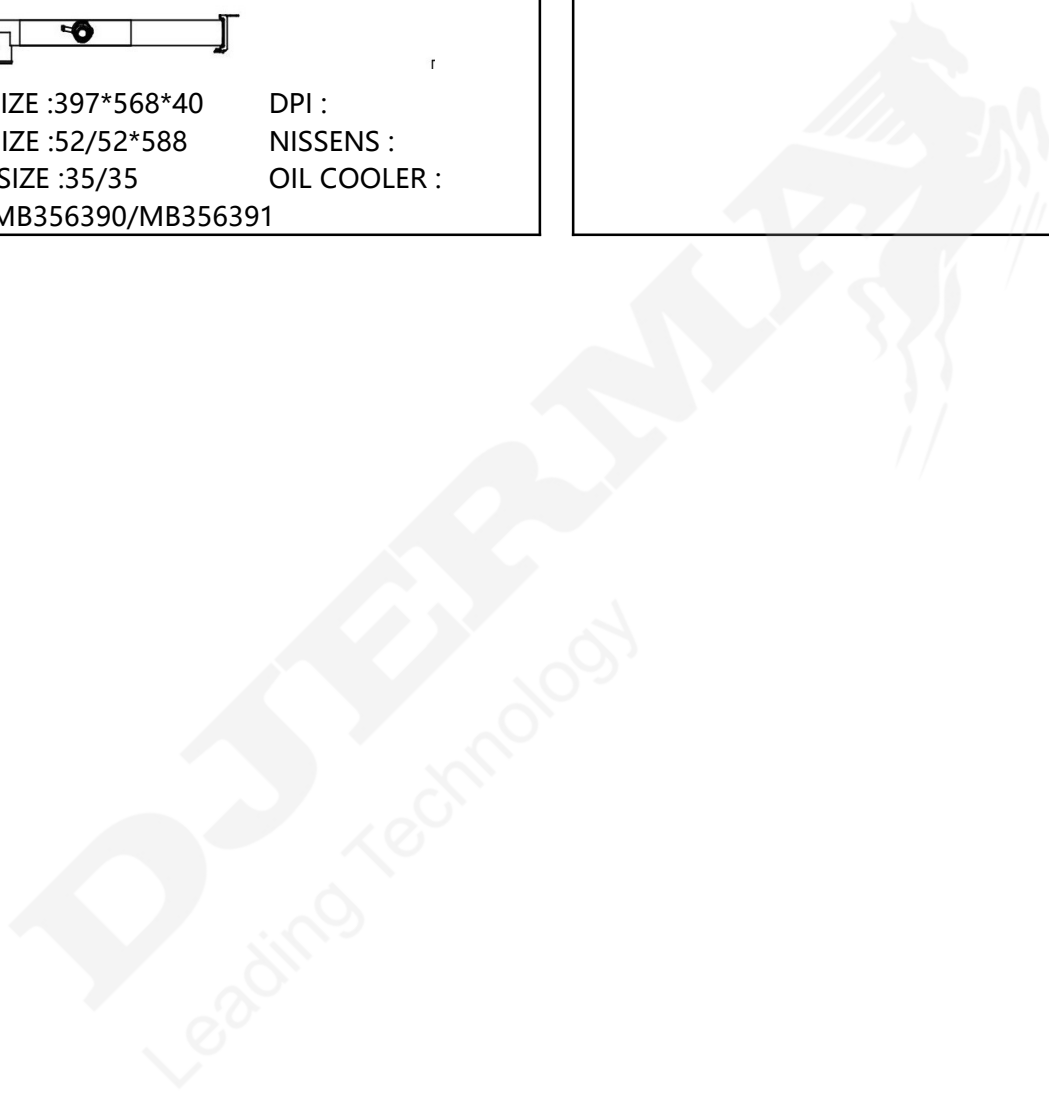 IZE :397*568*40 DPI :
IZE :52/52*588 NISSENS :
SIZE :35/35 OIL COOLER :
MB356390/MB356391
DJERMA
Leading Technology